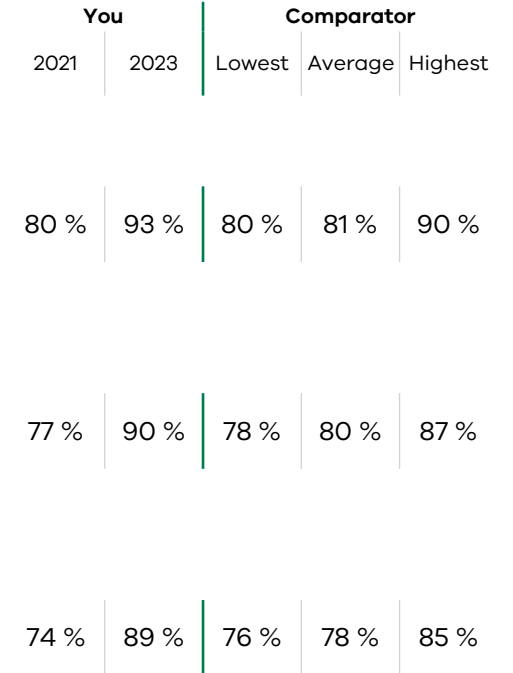 You Comparator
2021 2023 Lowest Average Highest
80 % 93 % 80 % 81 % 90 %
77 % 90 % 78 % 80 % 87 %
74 % 89 % 76 % 78 % 85 %